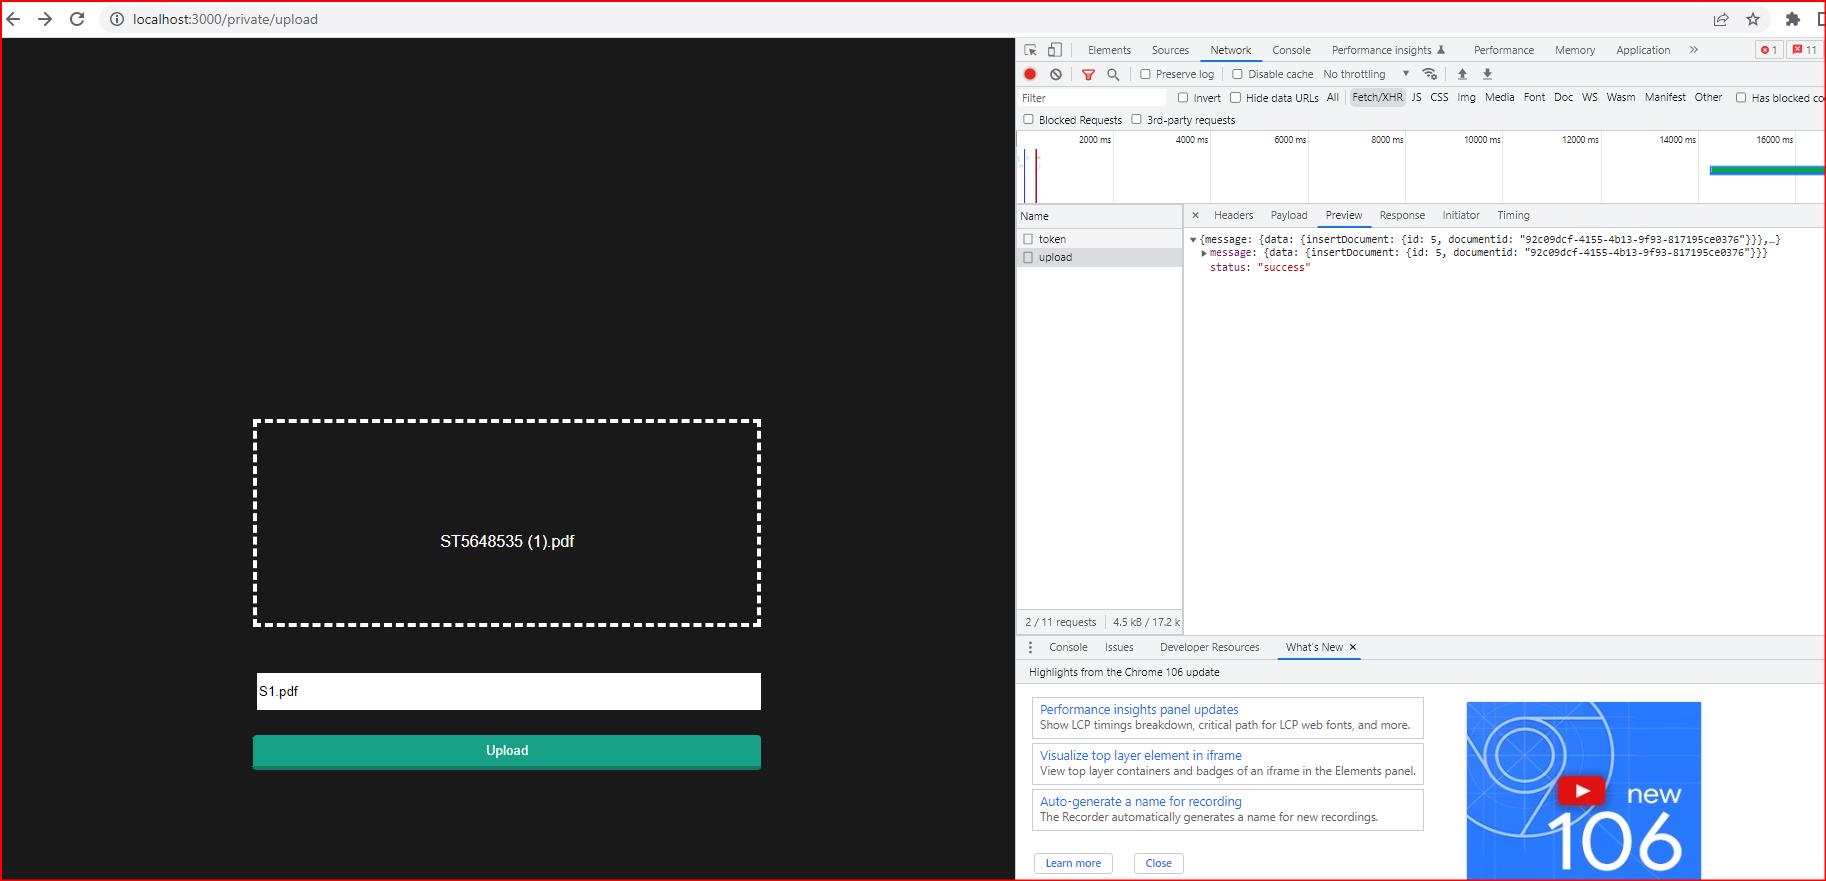 localhost:3000/private/upload
Elements Sources Network Console Performance insights Performance Memory Application » 1 11
Preserve log Disable cache No throttling
Filter Invert Hide data URLs All Fetch/XHR JS CSS Img Media Font Doc WS Wasm Manifest Other Has blocked co
Blocked Requests 3rd-party requests
2000 ms 4000 ms 6000 ms 8000 ms 10000 ms 12000 ms 14000 ms 16000 ms
Name
token
upload
2 / 11 requests 4.5 kB / 17.2 k
× Headers Payload Preview Response Initiator Timing
{message: {data: {insertDocument: {id: 5, documentid: "92c09dcf-4155-4b13-9f93-817195ce0376"}}},…}
message: {data: {insertDocument: {id: 5, documentid: "92c09dcf-4155-4b13-9f93-817195ce0376"}}}
status: "success"
ST5648535 (1).pdf
S1.pdf
Upload
Console Issues Developer Resources What's New ×
Highlights from the Chrome 106 update
Performance insights panel updates
Show LCP timings breakdown, critical path for LCP web fonts, and more.
Visualize top layer element in iframe
View top layer containers and badges of an iframe in the Elements panel.
Auto-generate a name for recording
The Recorder automatically generates a name for new recordings.
Learn more Close
new
106